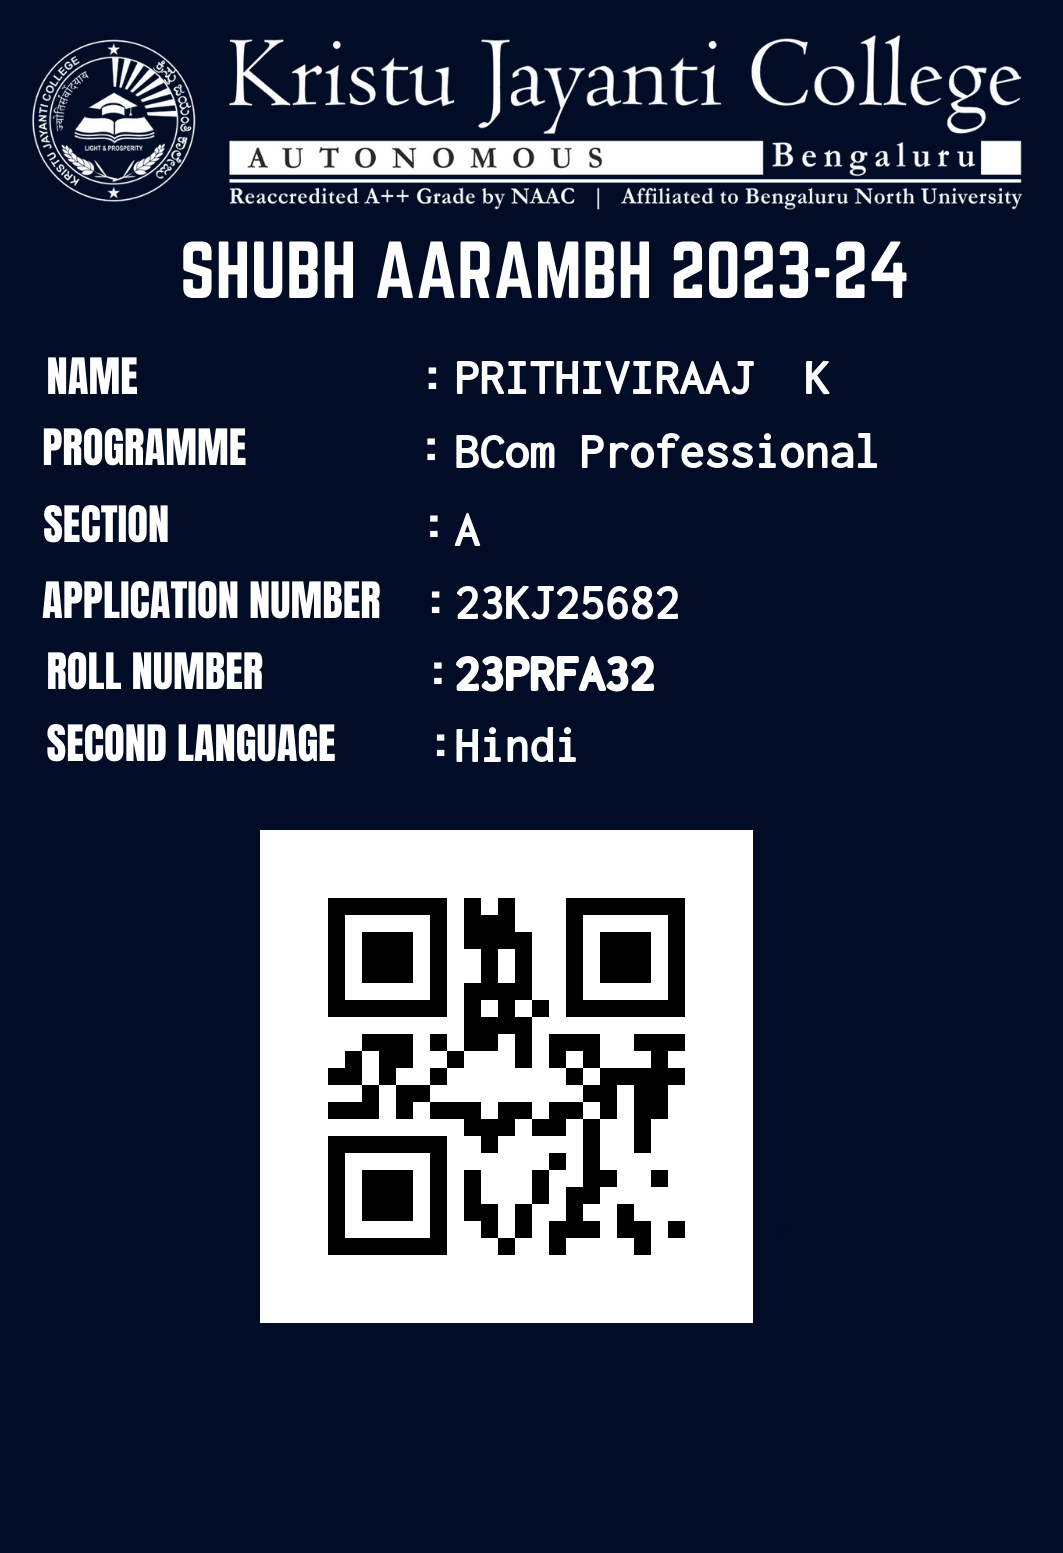 Kristu Jayanti College
AUTONOMOUS Bengaluru
Reaccredited A++ Grade by NAAC | Affiliated to Bengaluru North University
KRISTU JAYANTI COLLEGE
LIGHT & PROSPERITY
SHUBH AARAMBH 2023-24
NAME : PRITHIVIRAAJ K
PROGRAMME : BCom Professional
SECTION : A
APPLICATION NUMBER : 23KJ25682
ROLL NUMBER : 23PRFA32
SECOND LANGUAGE : Hindi